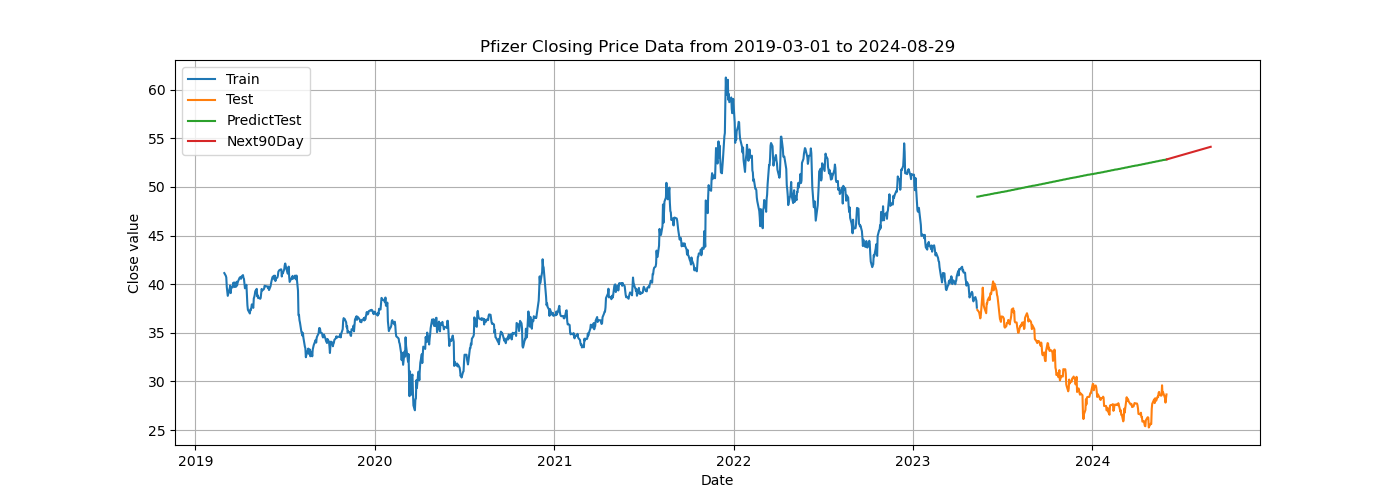 Pfizer Closing Price Data from 2019-03-01 to 2024-08-29
Train
Test
PredictTest
Next90Day
Close value
60
55
50
45
40
35
30
25
2019 2020 2021 2022 2023 2024
Date